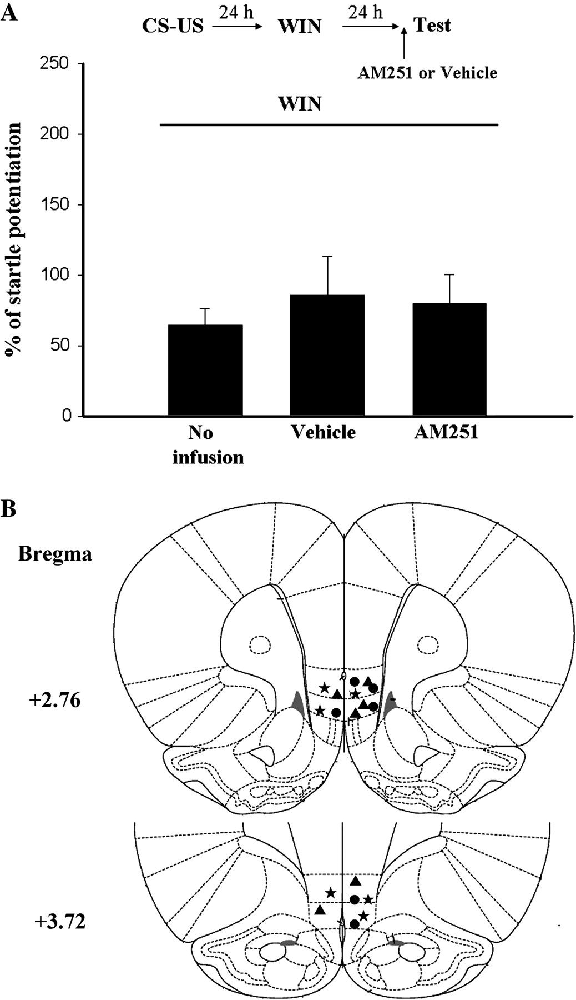 A
24 h 24 h
CS-US WIN Test
AM251 or Vehicle
WIN
% of startle potentiation
250
200
150
100
50
0
No infusion
Vehicle
AM251
B
Bregma
+2.76
+3.72